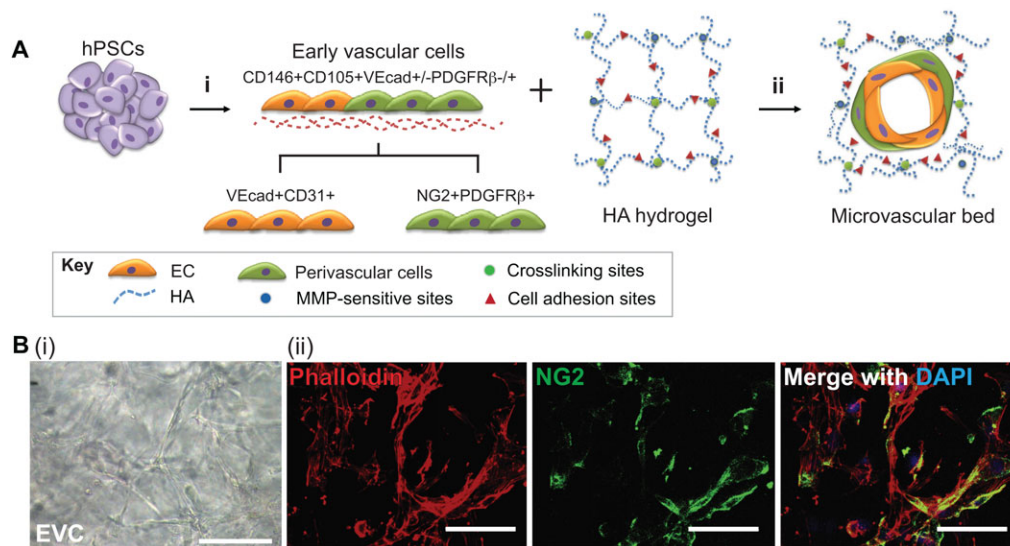 A
hPSCs
i
Early vascular cells
CD146+CD105+VEcad+/-PDGFRβ-/+
+
ii
VEcad+CD31+
NG2+PDGFRβ+
HA hydrogel
Microvascular bed
Key
EC
Perivascular cells
Crosslinking sites
HA
MMP-sensitive sites
Cell adhesion sites
B (i)
(ii)
EVC
Phalloidin
NG2
Merge with DAPI